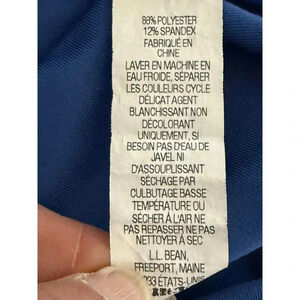 88% POLYESTER
12% SPANDEX
FABRIQUÉ EN
CHINE
LAVER EN MACHINE EN
EAU FROIDE, SÉPARER
LES COULEURS CYCLE
DÉLICAT AGENT
BLANCHISSANT NON
DÉCOLORANT
UNIQUEMENT, SI
BESOIN PAS D'EAU DE
JAVEL NI
D'ASSOUPLISSANT
SÉCHAGE PAR
CULBUTAGE BASSE
TEMPÉRATURE OU
SÉCHER À L'AIR NE
PAS REPASSER NE PAS
NETTOYER À SEC
L.L. BEAN,
FREEPORT, MAINE
ÉTATS-UNIS